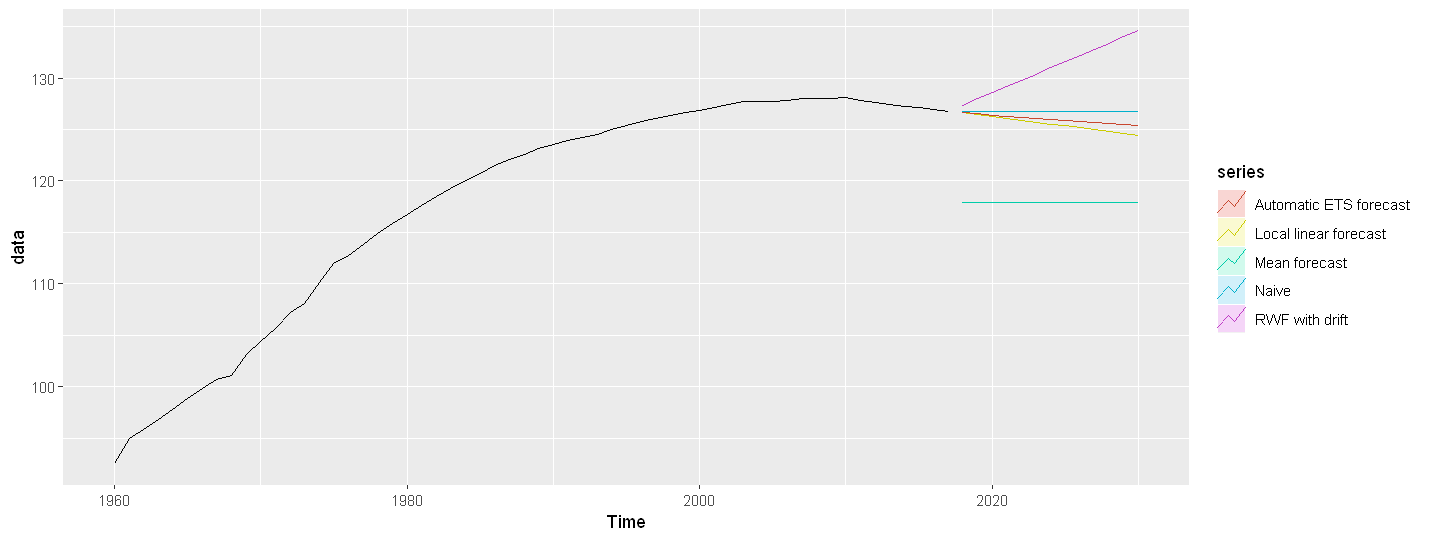 130
120
110
100
data
1960
1980
2000
2020
Time
series
Automatic ETS forecast
Local linear forecast
Mean forecast
Naive
RWF with drift